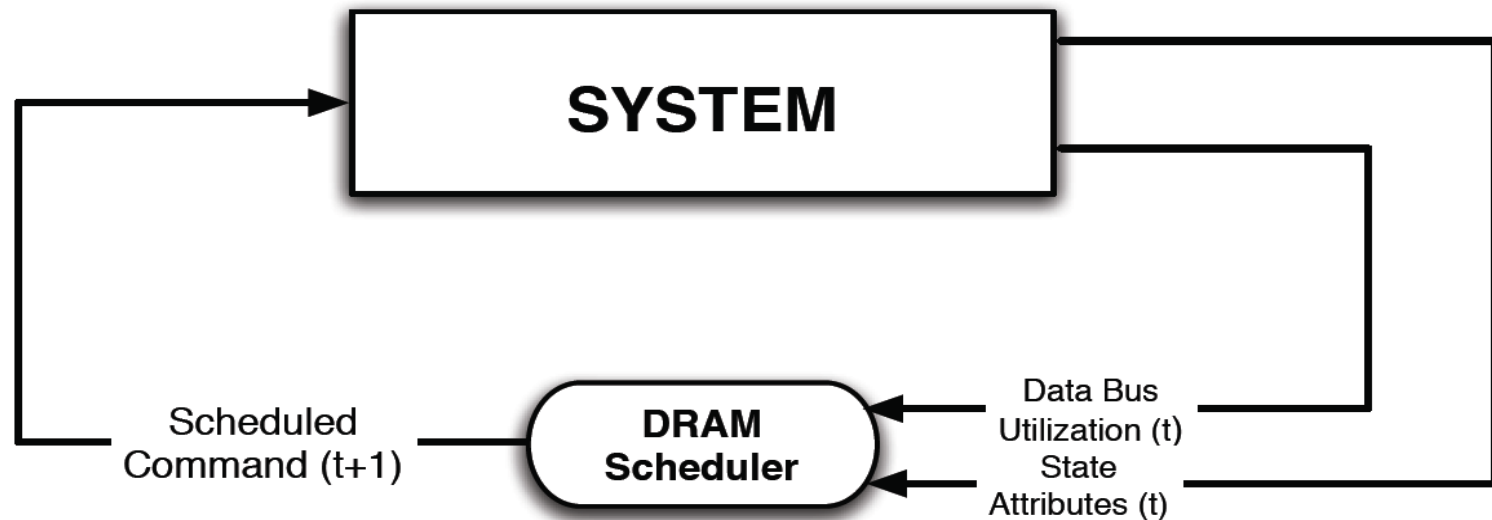 SYSTEM
Scheduled
Command (t+1)
DRAM
Scheduler
Data Bus
Utilization (t)
State
Attributes (t)